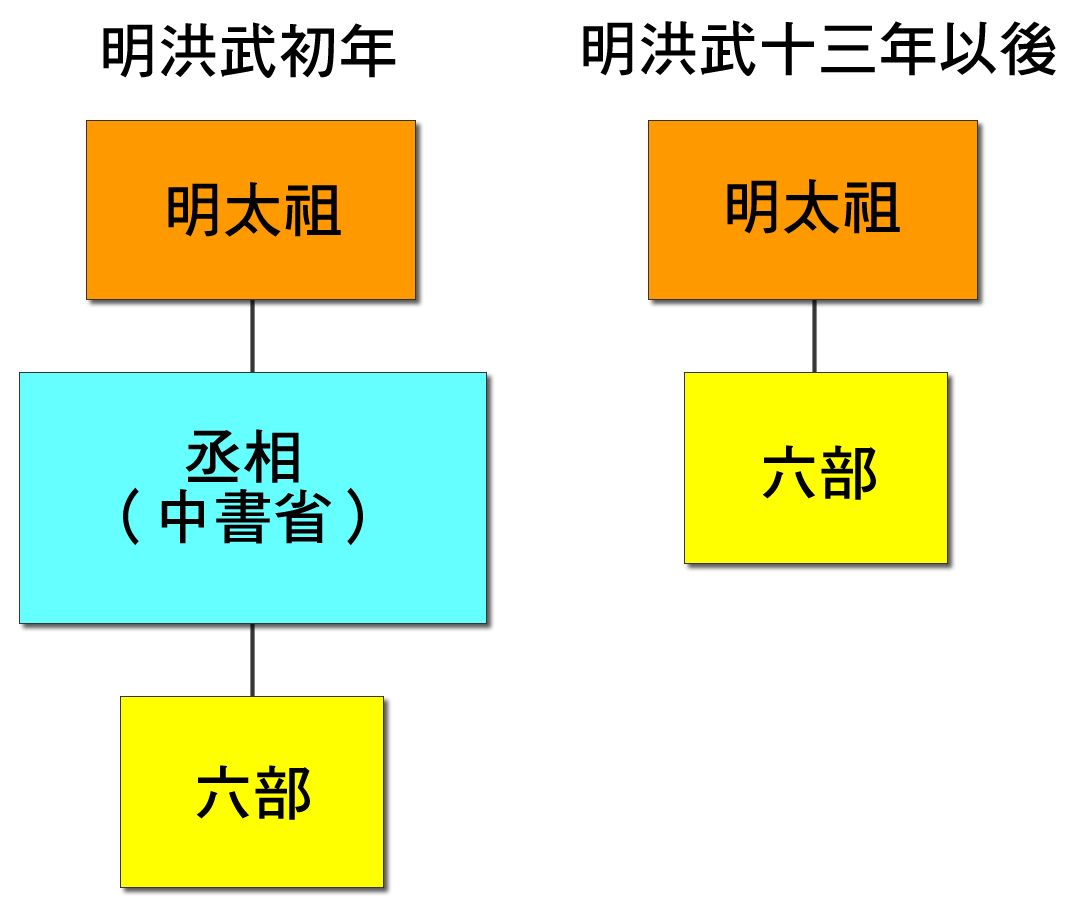 明洪武初年
明太祖
丞相
（中書省）
六部
明洪武十三年以後
明太祖
六部